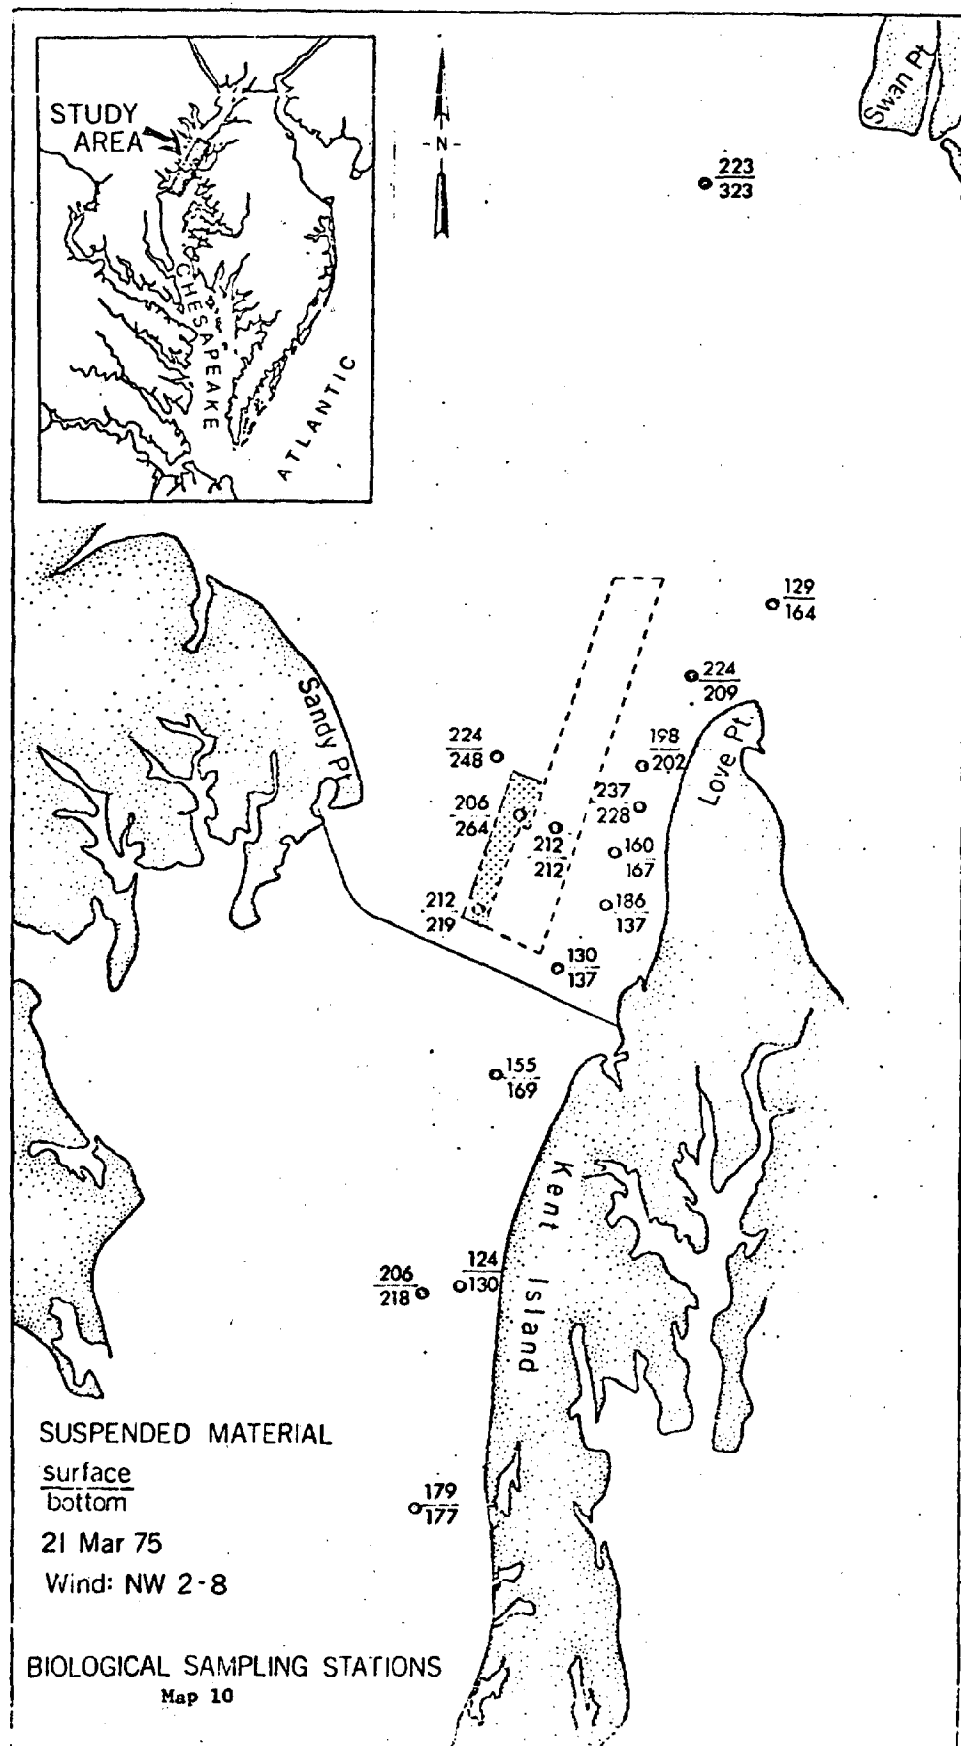 STUDY
AREA
CHESAPEAKE
ATLANTIC
-N-
Swan Pt
223
323
129
164
224
209
Sandy Pt.
Love Pt.
224
248
198
202
237
228
206
264
212
212
160
167
186
137
212
219
130
137
155
169
Kent Island
124
130
206
218
179
177
SUSPENDED MATERIAL
surface
bottom
21 Mar 75
Wind: NW 2-8
BIOLOGICAL SAMPLING STATIONS
Map 10